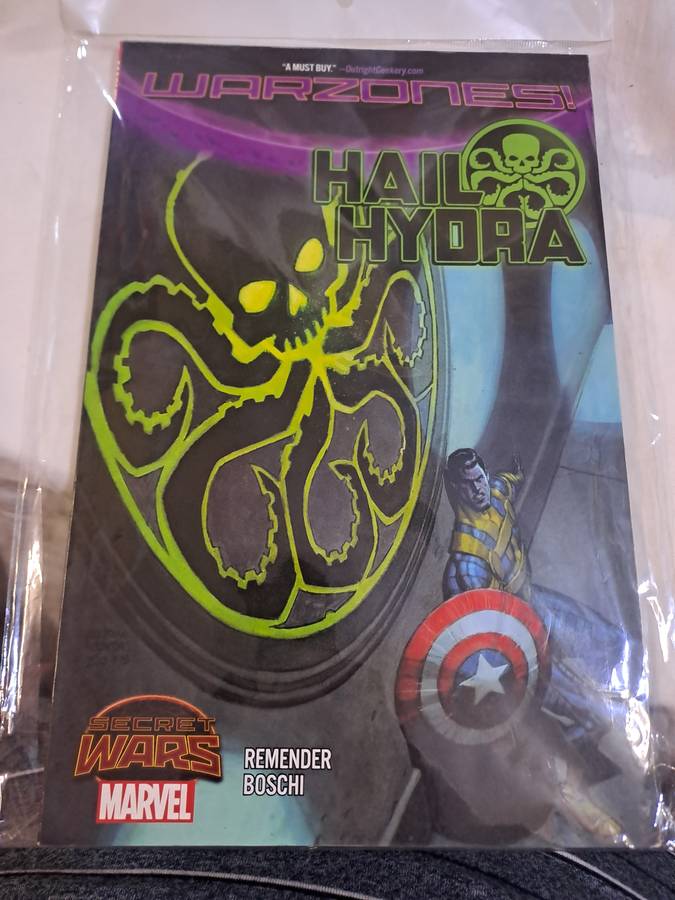 "A MUST BUY." —OutrightGeekery.com
WARZONES!
HAIL
HYDRA
SECRET
WARS
MARVEL
REMENDER
BOSCHI